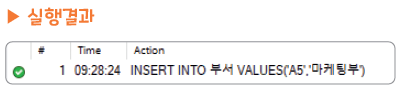 ▶ 실행결과
# Time Action
1 09:28:24 INSERT INTO 부서 VALUES('A5','마케팅부')